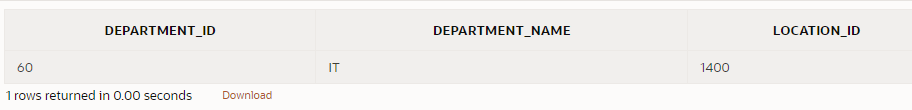 DEPARTMENT_ID DEPARTMENT_NAME LOCATION_ID
60 IT 1400
1 rows returned in 0.00 seconds Download